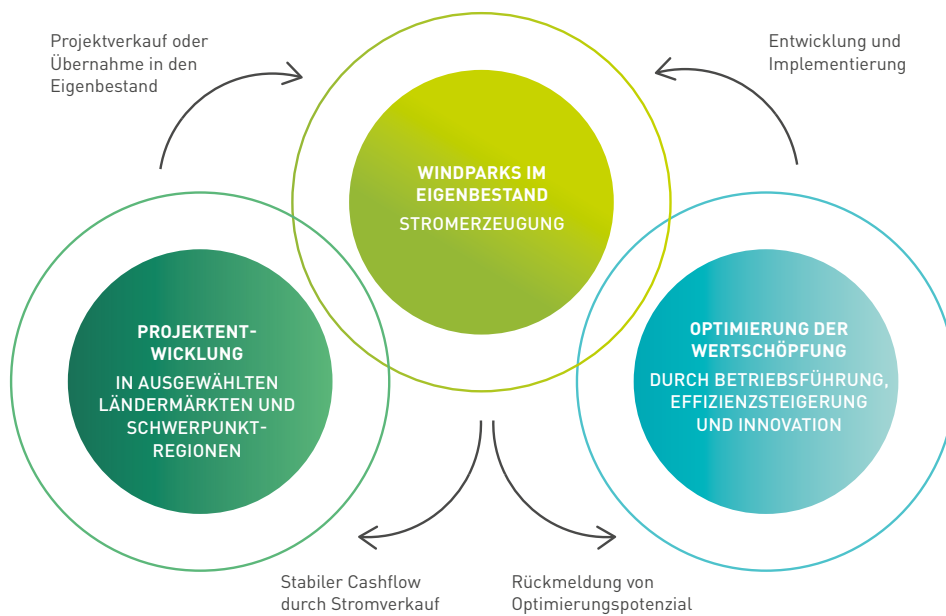 Projektverkauf oder
Übernahme in den
Eigenbestand
Entwicklung und
Implementierung
WINDPARKS IM
EIGENBESTAND
STROMERZEUGUNG
PROJEKTENT-
WICKLUNG
IN AUSGEWÄHLTEN
LÄNDERMÄRKTEN UND
SCHWERPUNKT-
REGIONEN
OPTIMIERUNG DER
WERTSCHÖPFUNG
DURCH BETRIEBSFÜHRUNG,
EFFIZIENZSTEIGERUNG
UND INNOVATION
Stabiler Cashflow
durch Stromverkauf
Rückmeldung von
Optimierungspotenzial